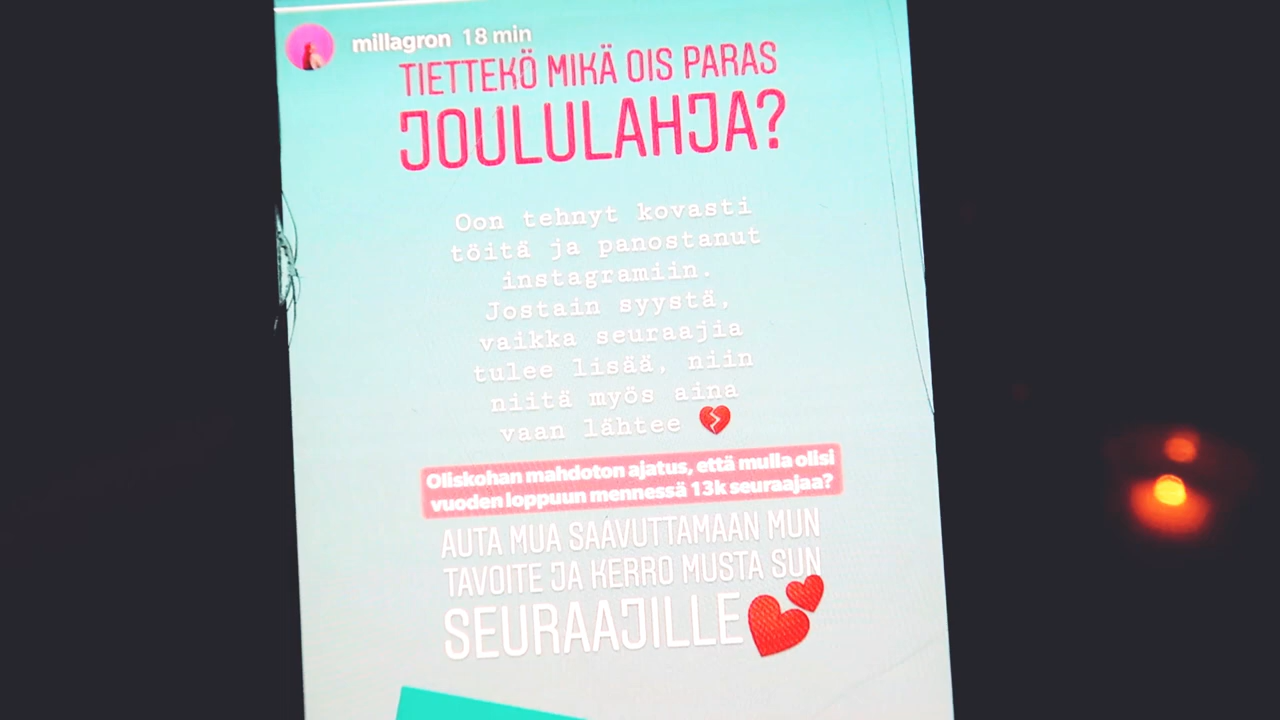 millagron 18 min
TIETTEKÖ MIKÄ OIS PARAS
JOULULAHJA?
Oon tehnyt kovasti
töitä ja panostanut
instagramiin.
Jostain syystä,
vaikka seuraajia
tulee lisää, niin
niitä myös aina
vaan lähtee 💔
Oliskohan mahdoton ajatus, että mulla olisi
vuoden loppuun mennessä 13k seuraajaa?
AUTA MUA SAAVUTTAMAAN MUN
TAVOITE JA KERRO MUSTA SUN
SEURAAJILLE💕